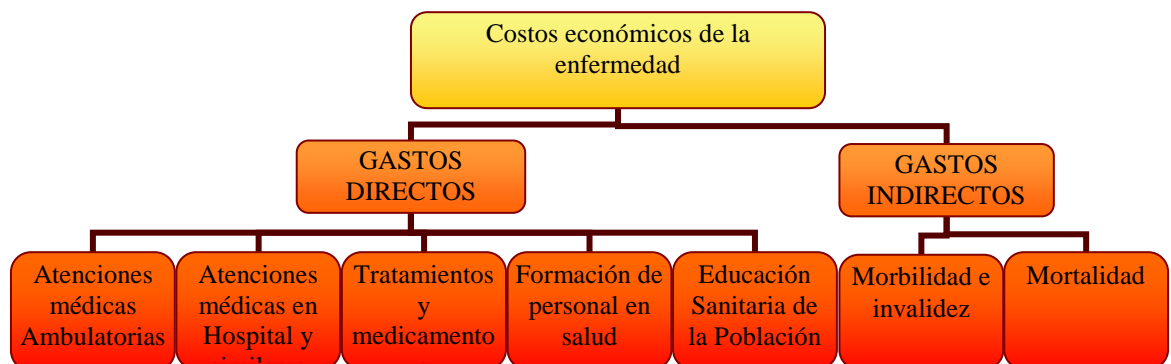 Costos económicos de la
enfermedad
GASTOS
DIRECTOS
GASTOS
INDIRECTOS
Atenciones
médicas
Ambulatorias
Atenciones
médicas en
Hospital y
Tratamientos
y
medicamento
Formación de
personal en
salud
Educación
Sanitaria de
la Población
Morbilidad e
invalidez
Mortalidad